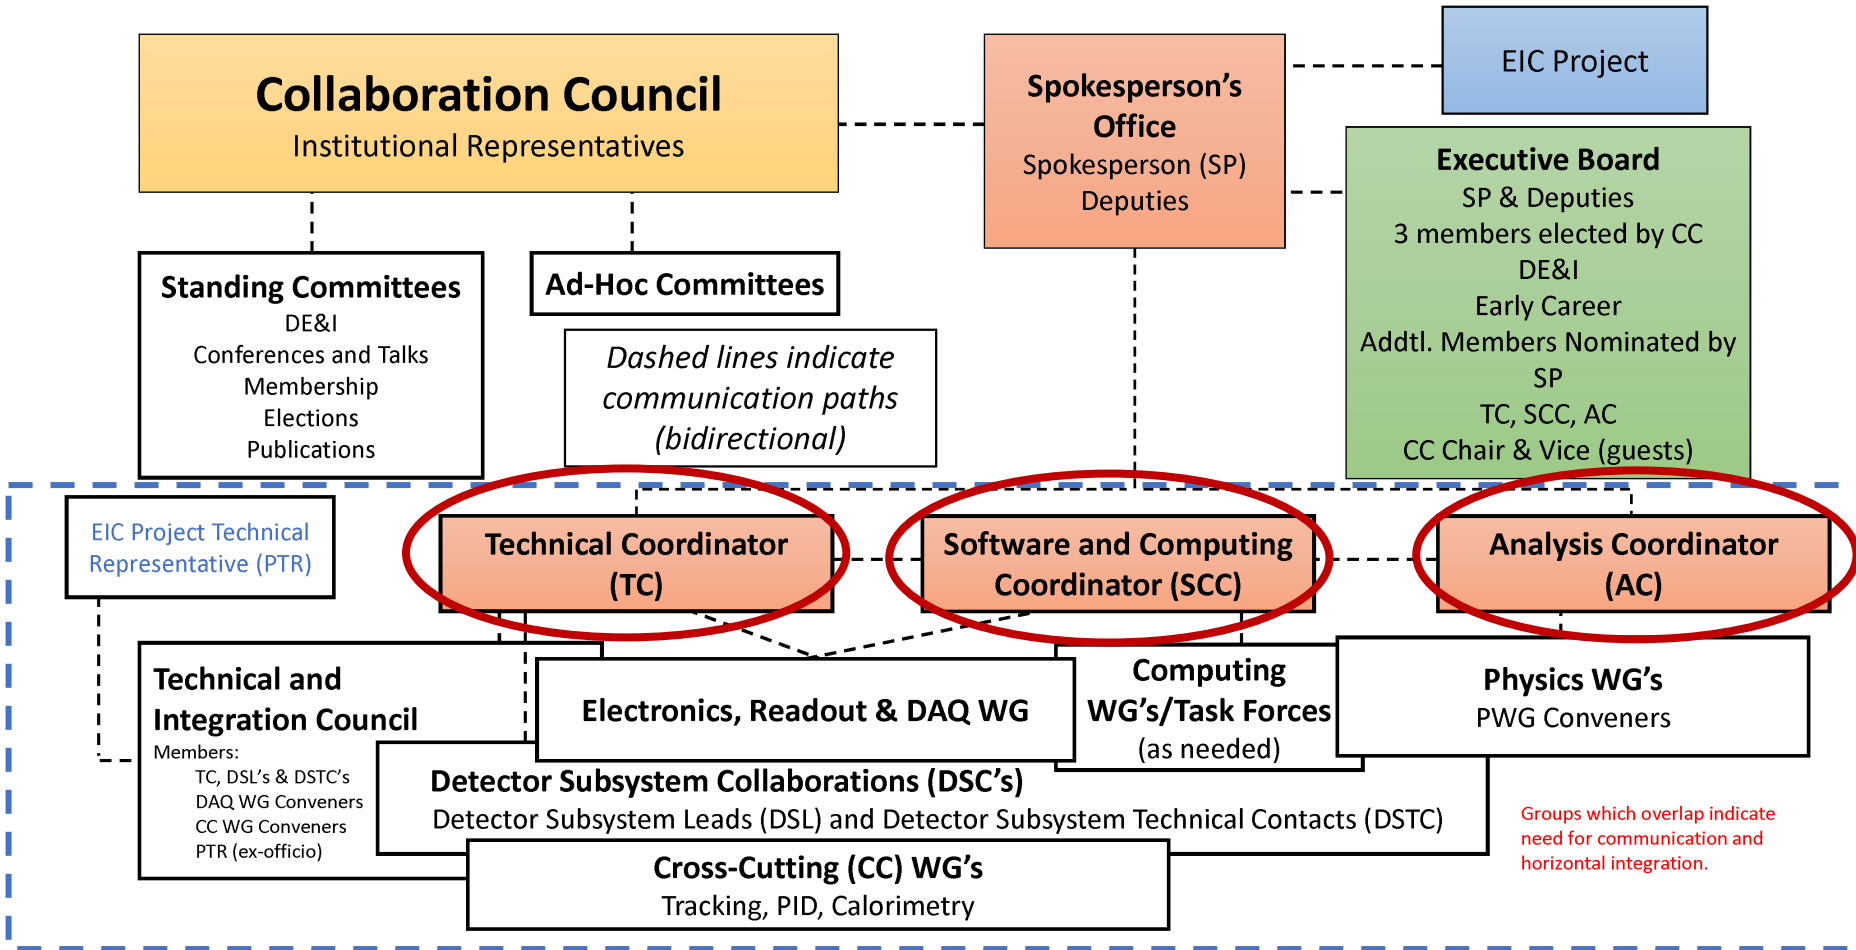 Collaboration Council
Institutional Representatives
Spokesperson's
Office
Spokesperson (SP)
Deputies
EIC Project
Executive Board
SP & Deputies
3 members elected by CC
DE&I
Early Career
Addtl. Members Nominated by
SP
TC, SCC, AC
CC Chair & Vice (guests)
Standing Committees
DE&I
Conferences and Talks
Membership
Elections
Publications
Ad-Hoc Committees
Dashed lines indicate
communication paths
(bidirectional)
EIC Project Technical
Representative (PTR)
Technical Coordinator
(TC)
Software and Computing
Coordinator (SCC)
Analysis Coordinator
(AC)
Technical and
Integration Council
Members:
TC, DSL's & DSTC's
DAQ WG Conveners
CC WG Conveners
PTR (ex-officio)
Electronics, Readout & DAQ WG
Computing
WG's/Task Forces
(as needed)
Physics WG's
PWG Conveners
Detector Subsystem Collaborations (DSC's)
Detector Subsystem Leads (DSL) and Detector Subsystem Technical Contacts (DSTC)
Cross-Cutting (CC) WG's
Tracking, PID, Calorimetry
Groups which overlap indicate
need for communication and
horizontal integration.